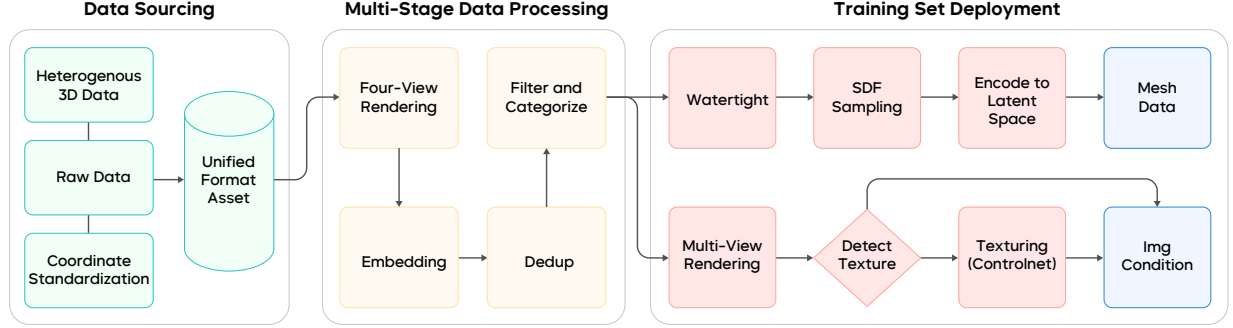 Data Sourcing
Heterogenous
3D Data
Raw Data
Coordinate
Standardization
Unified
Format
Asset
Multi-Stage Data Processing
Four-View
Rendering
Embedding
Dedup
Filter and
Categorize
Training Set Deployment
Watertight
SDF
Sampling
Encode to
Latent
Space
Mesh
Data
Multi-View
Rendering
Detect
Texture
Texturing
(Controlnet)
Img
Condition